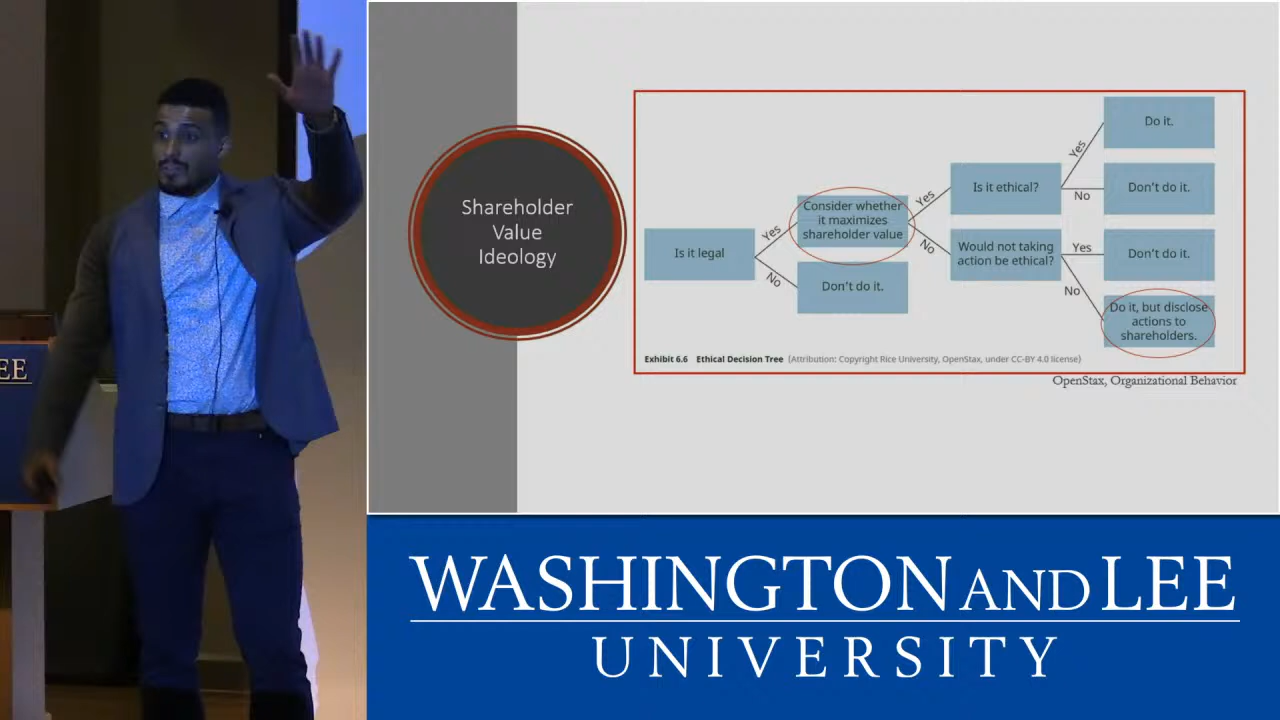 EE
Shareholder
Value
Ideology
Is it legal
Yes
No
Consider whether
it maximizes
shareholder value
Don't do it.
Yes
No
Is it ethical?
Would not taking
action be ethical?
Yes
No
Yes
No
Do it.
Don't do it.
Don't do it.
Do it, but disclose
actions to
shareholders.
Exhibit 6.6 Ethical Decision Tree (Attribution: Copyright Rice University, OpenStax, under CC-BY 4.0 license)
OpenStax, Organizational Behavior
WASHINGTON AND LEE
UNIVERSITY